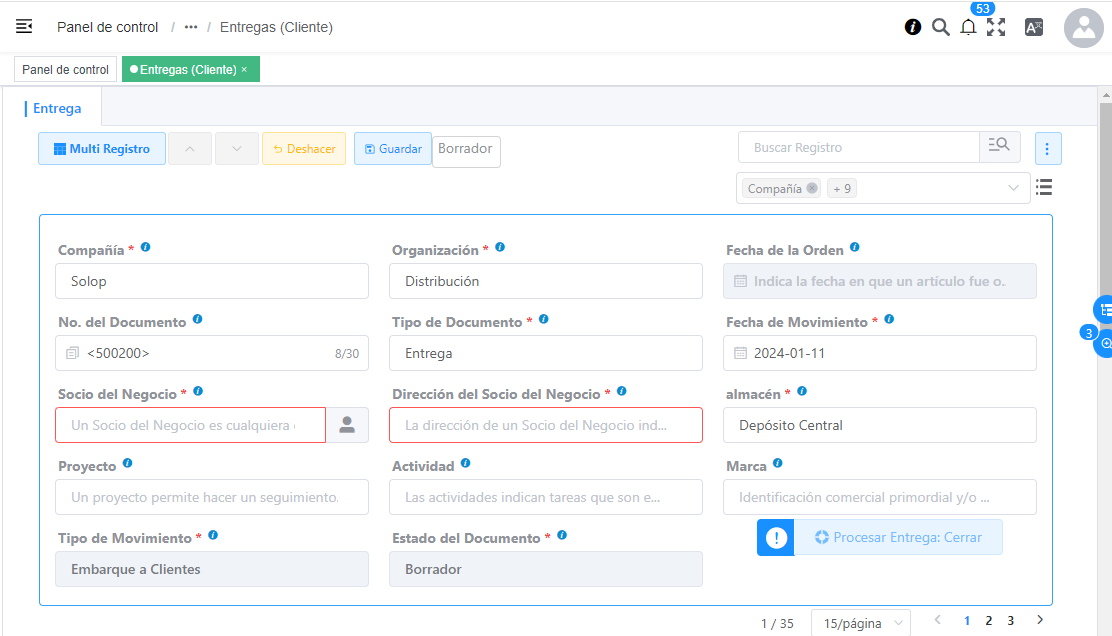 Panel de control / ··· / Entregas (Cliente)
53
Panel de control
Entregas (Cliente) ×
Entrega
Multi Registro
Deshacer
Guardar
Borrador
Buscar Registro
Compañía
+ 9
Compañía *
Organización *
Fecha de la Orden
Solop
Distribución
Indica la fecha en que un artículo fue o.
No. del Documento
Tipo de Documento *
Fecha de Movimiento *
3
<500200>
8/30
Entrega
2024-01-11
Socio del Negocio *
Dirección del Socio del Negocio *
almacén *
Un Socio del Negocio es cualquiera
La dirección de un Socio del Negocio ind...
Depósito Central
Proyecto
Actividad
Marca
Un proyecto permite hacer un seguimiento.
Las actividades indican tareas que son e...
Identificación comercial primordial y/o ...
Tipo de Movimiento *
Estado del Documento *
Procesar Entrega: Cerrar
Embarque a Clientes
Borrador
1 / 35
15/página
1 2 3